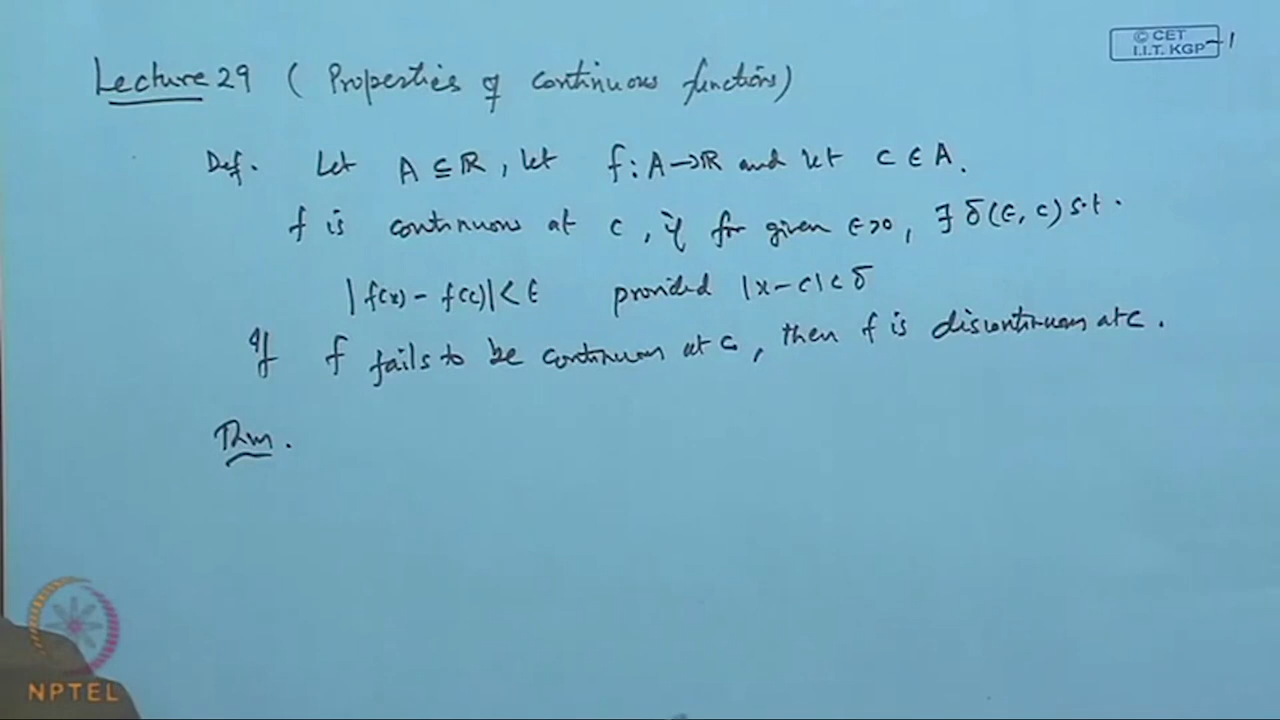 © CET
I.I.T. KGP
-1
Lecture 29 ( Properties of continuous functions)
Def. Let A ⊆ ℝ, let f: A→ℝ and let c ∈ A.
f is continuous at c, if for given ε>0, ∃ δ(ε, c) s.t.
|f(x) - f(c)| < ε provided |x-c| < δ
If f fails to be continuous at c, then f is discontinuous at c.
Thm.
NPTEL